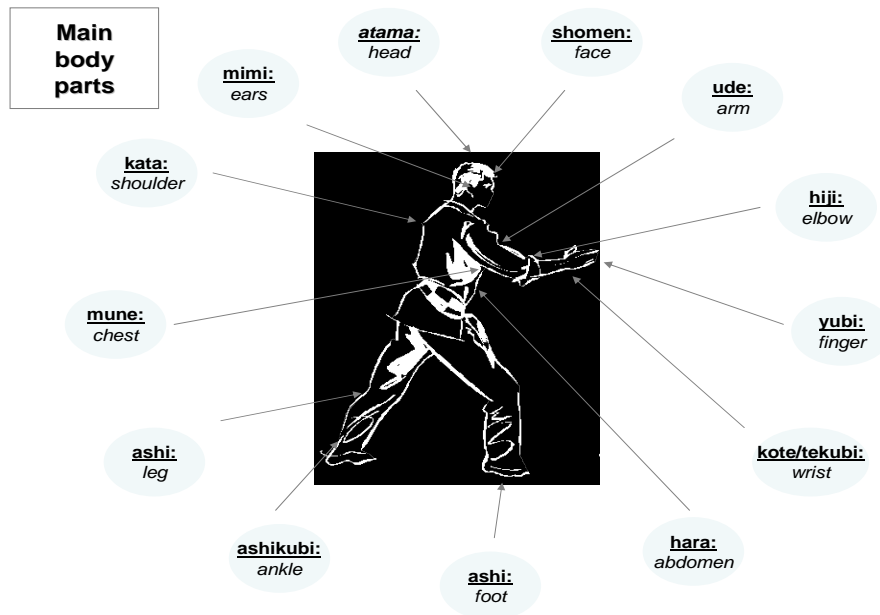 Main
body
parts
atama:
head
shomen:
face
mimi:
ears
ude:
arm
kata:
shoulder
hiji:
elbow
mune:
chest
yubi:
finger
ashi:
leg
kote/tekubi:
wrist
ashikubi:
ankle
hara:
abdomen
ashi:
foot